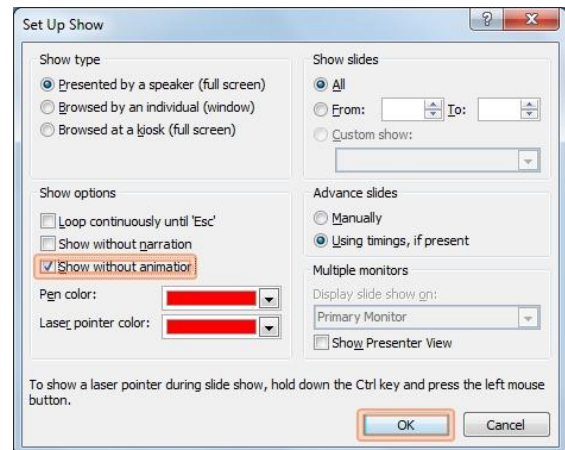 Set Up Show
Show type
Presented by a speaker (full screen)
Browsed by an individual (window)
Browsed at a kiosk (full screen)
Show slides
All
From: To:
Custom show:
Show options
Loop continuously until 'Esc'
Show without narration
Show without animation
Pen color:
Laser pointer color:
Advance slides
Manually
Using timings, if present
Multiple monitors
Display slide show on:
Primary Monitor
Show Presenter View
To show a laser pointer during slide show, hold down the Ctrl key and press the left mouse
button.
OK Cancel